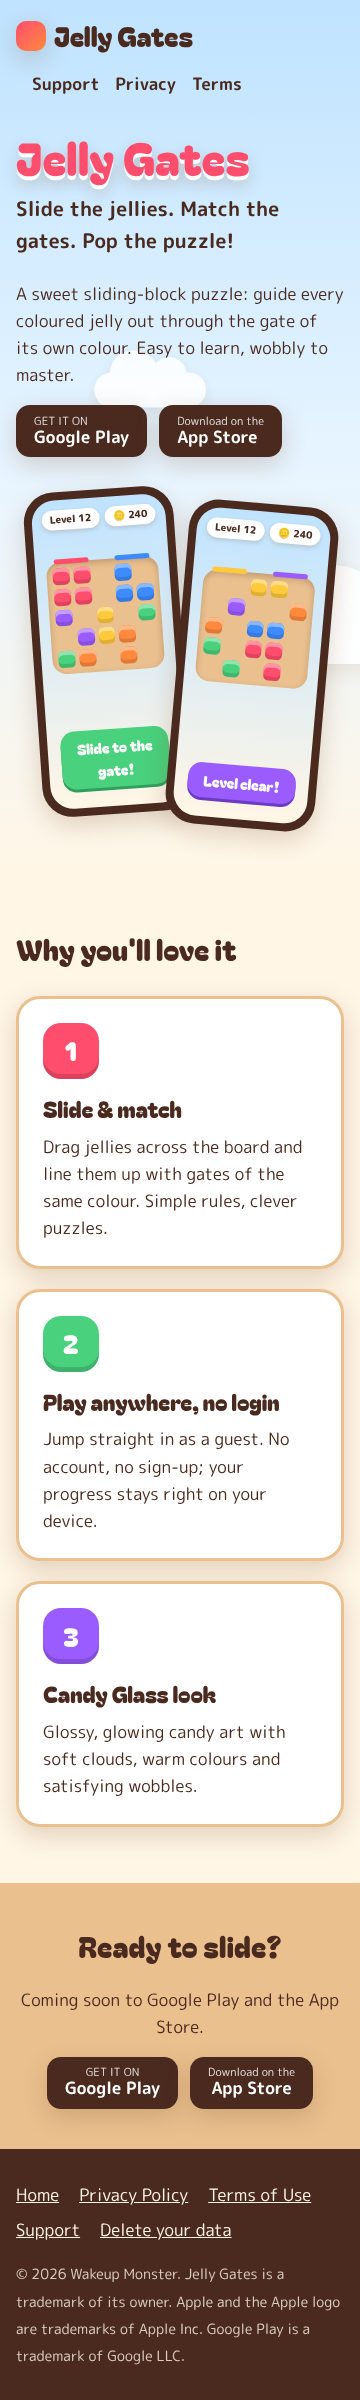 Jelly Gates
Support Privacy Terms
Jelly Gates
Slide the jellies. Match the
gates. Pop the puzzle!
A sweet sliding-block puzzle: guide every
coloured jelly out through the gate of
its own colour. Easy to learn, wobbly to
master.
GET IT ON
Google Play
Download on the
App Store
Level 12
240
Slide to the
gate!
Level 12
240
Level clear!
Why you'll love it
1
Slide & match
Drag jellies across the board and
line them up with gates of the
same colour. Simple rules, clever
puzzles.
2
Play anywhere, no login
Jump straight in as a guest. No
account, no sign-up; your
progress stays right on your
device.
3
Candy Glass look
Glossy, glowing candy art with
soft clouds, warm colours and
satisfying wobbles.
Ready to slide?
Coming soon to Google Play and the App
Store.
GET IT ON
Google Play
Download on the
App Store
Home Privacy Policy Terms of Use
Support Delete your data
© 2026 Wakeup Monster. Jelly Gates is a
trademark of its owner. Apple and the Apple logo
are trademarks of Apple Inc. Google Play is a
trademark of Google LLC.